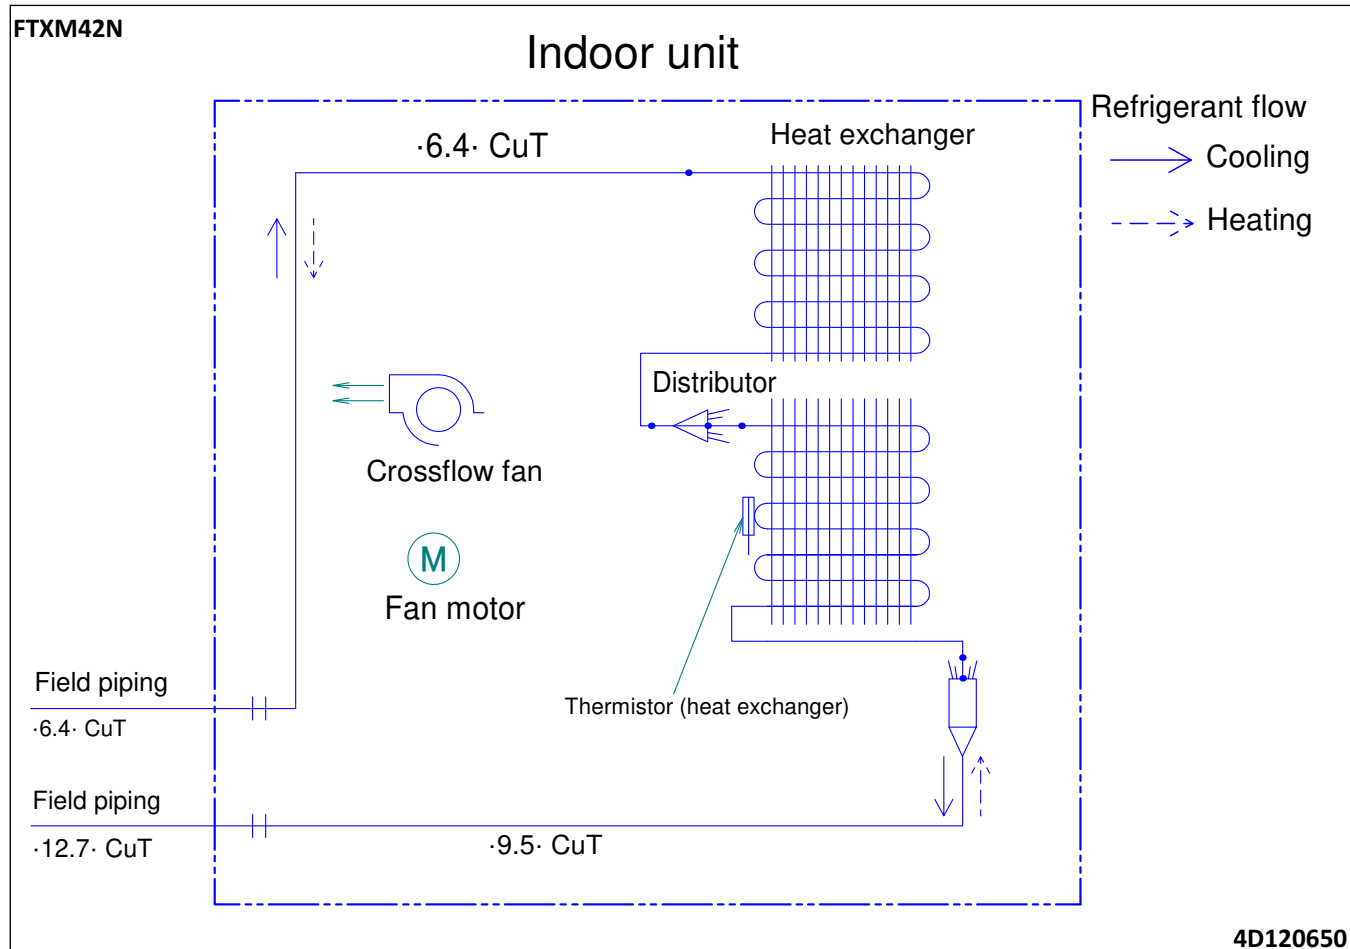 FTXM42N
Indoor unit
Refrigerant flow
Cooling
Heating
·6.4· CuT
Heat exchanger
Distributor
Crossflow fan
M
Fan motor
Thermistor (heat exchanger)
Field piping
·6.4· CuT
Field piping
·12.7· CuT
·9.5· CuT
4D120650